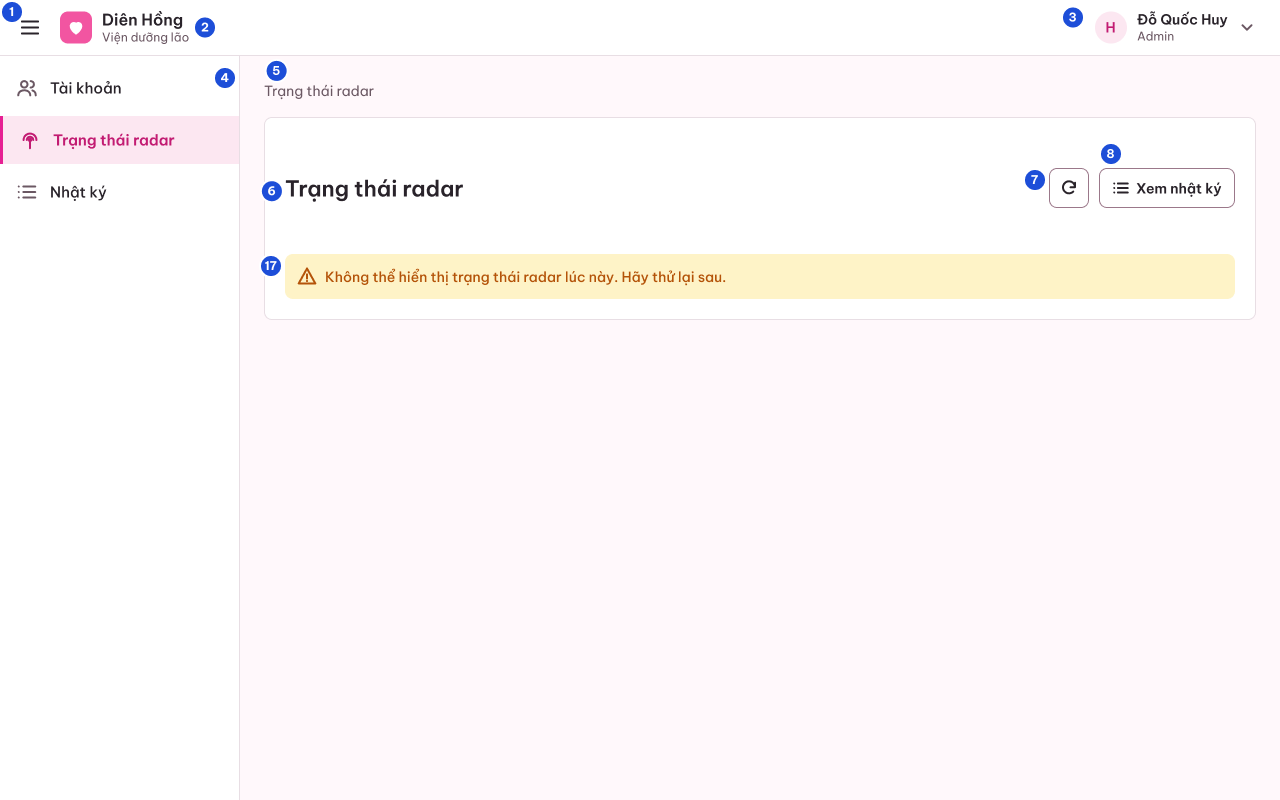 1
Diên Hồng
Viện dưỡng lão
2
3
H
Đỗ Quốc Huy
Admin
4
Tài khoản
Trạng thái radar
Nhật ký
5
Trạng thái radar
6
Trạng thái radar
7
8
Xem nhật ký
17
Không thể hiển thị trạng thái radar lúc này. Hãy thử lại sau.